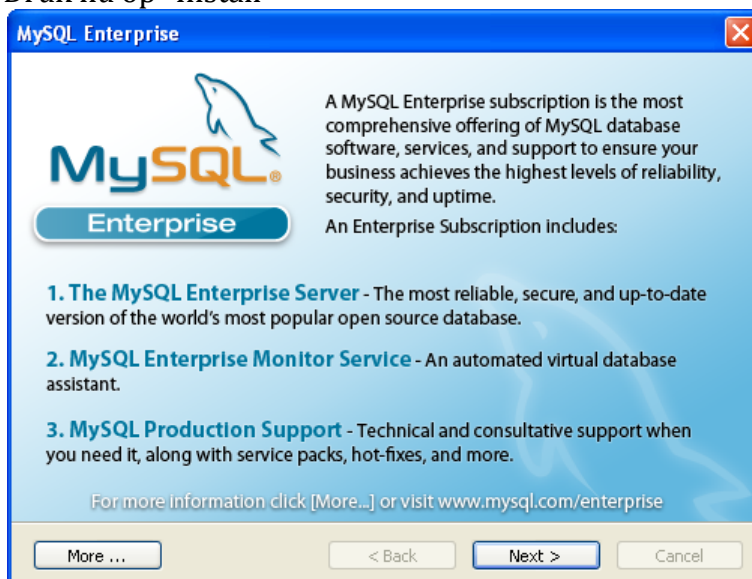 MySQL Enterprise
MySQL®
Enterprise
A MySQL Enterprise subscription is the most
comprehensive offering of MySQL database
software, services, and support to ensure your
business achieves the highest levels of reliability,
security, and uptime.
An Enterprise Subscription includes:
1. The MySQL Enterprise Server - The most reliable, secure, and up-to-date
version of the world's most popular open source database.
2. MySQL Enterprise Monitor Service - An automated virtual database
assistant.
3. MySQL Production Support - Technical and consultative support when
you need it, along with service packs, hot-fixes, and more.
For more information click [More...] or visit www.mysql.com/enterprise
More ...
< Back
Next >
Cancel